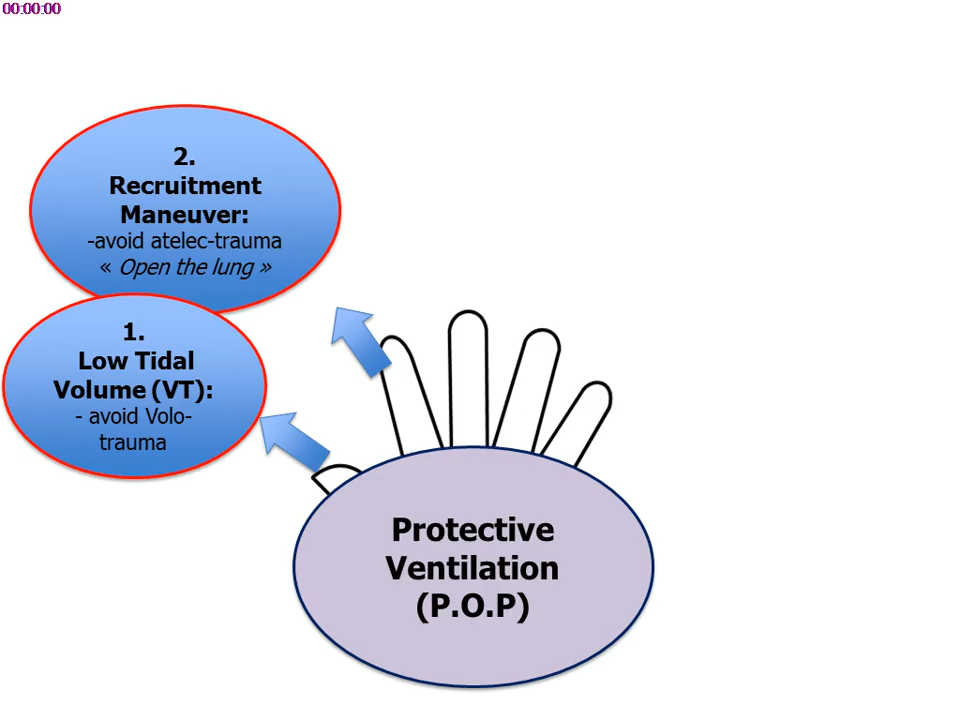 00:00:00
2.
Recruitment
Maneuver:
-avoid atelec-trauma
« Open the lung »
1.
Low Tidal
Volume (VT):
- avoid Volo-
trauma
Protective
Ventilation
(P.O.P)